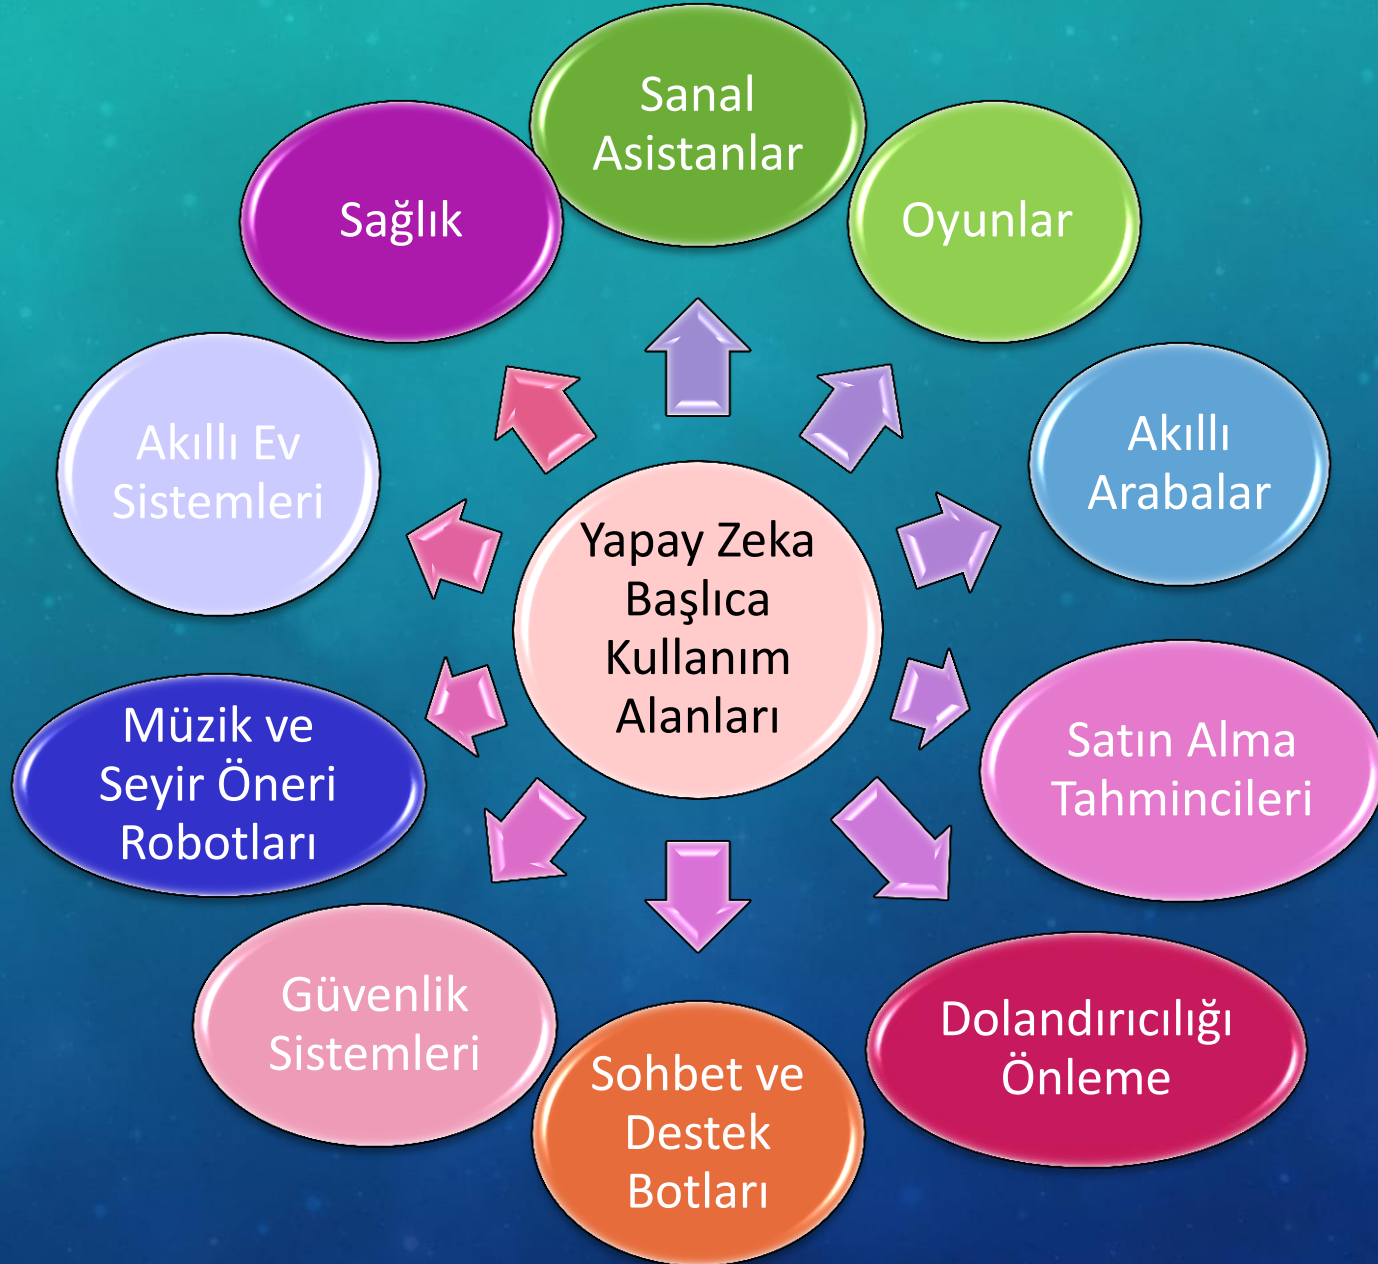 Sanal
Asistanlar
Oyunlar
Akıllı
Arabalar
Satın Alma
Tahmincileri
Dolandırıcılığı
Önleme
Sohbet ve
Destek
Botları
Güvenlik
Sistemleri
Müzik ve
Seyir Öneri
Robotları
Akıllı Ev
Sistemleri
Sağlık
Yapay Zeka
Başlıca
Kullanım
Alanları